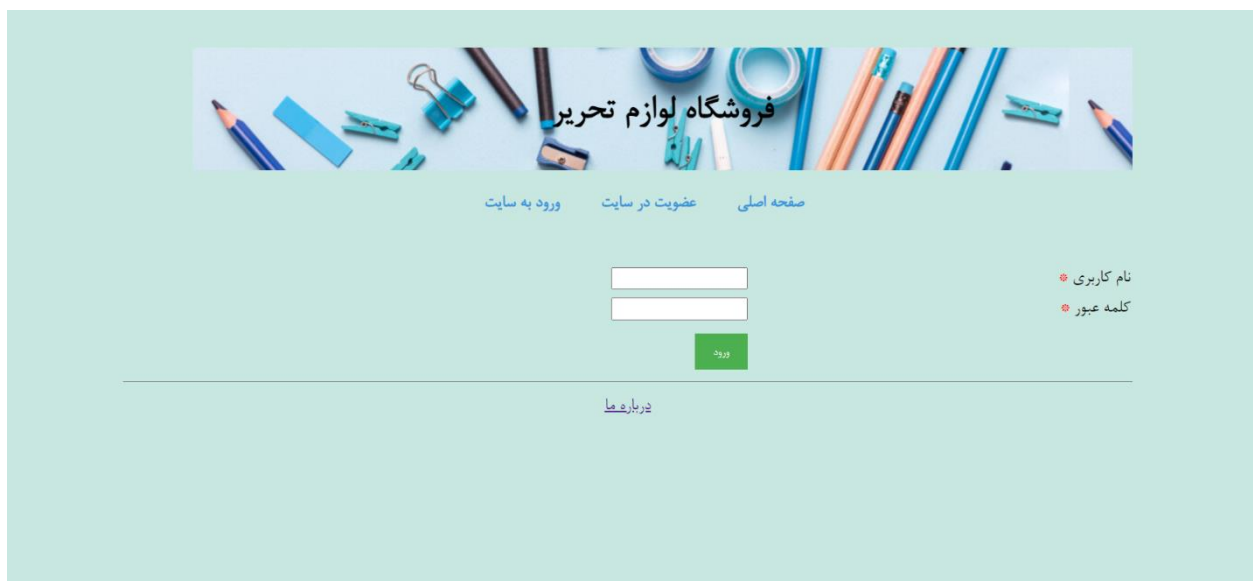 فروشگاه لوازم تحریر
صفحه اصلی عضویت در سایت ورود به سایت
نام کاربری *
کلمه عبور *
ورود
درباره ما